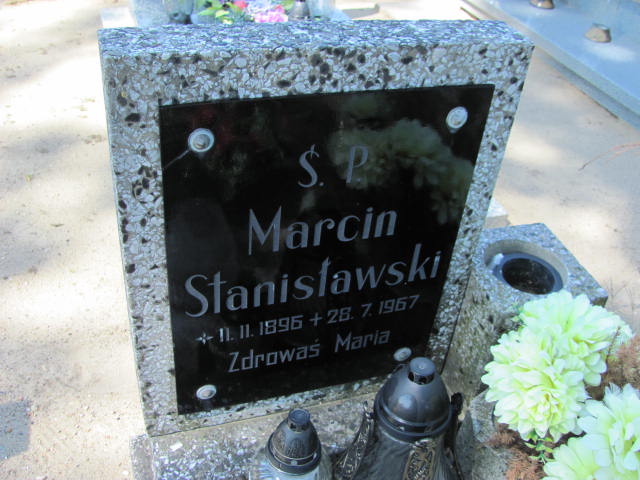 Ś. P.
Marcin
Stanisławski
+ 11. 11. 1896 + 28. 7. 1967
Zdrowaś Maria